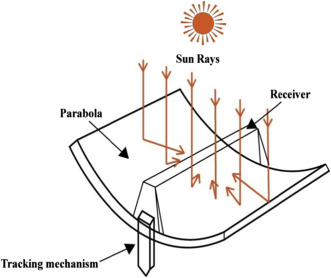 Sun Rays
Receiver
Parabola
Tracking mechanism